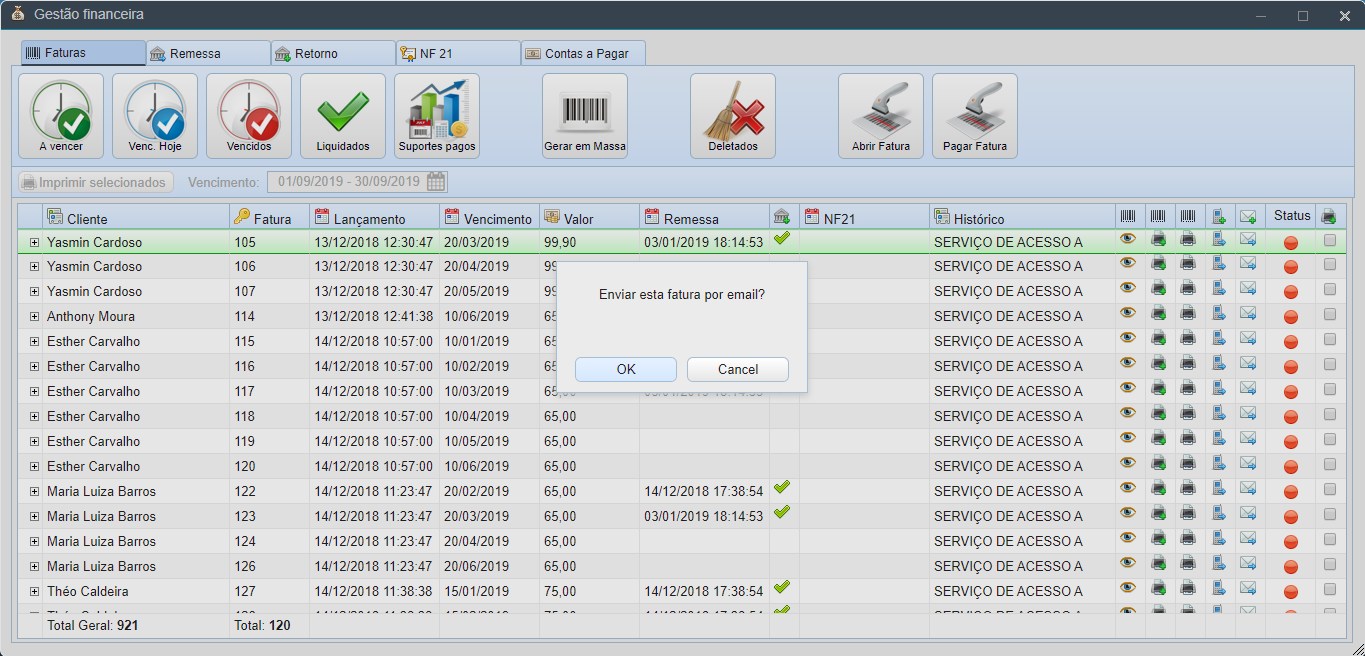 Gestão financeira
Faturas Remessa Retorno NF 21 Contas a Pagar
A vencer Venc. Hoje Vencidos Liquidados Suportes pagos Gerar em Massa Deletados Abrir Fatura Pagar Fatura
Imprimir selecionados Vencimento: 01/09/2019 - 30/09/2019
Cliente Fatura Lançamento Vencimento Valor Remessa NF21 Histórico Status
Yasmin Cardoso 105 13/12/2018 12:30:47 20/03/2019 99,90 03/01/2019 18:14:53 SERVIÇO DE ACESSO A
Yasmin Cardoso 106 13/12/2018 12:30:47 20/04/2019 99 SERVIÇO DE ACESSO A
Yasmin Cardoso 107 13/12/2018 12:30:47 20/05/2019 99 SERVIÇO DE ACESSO A
Enviar esta fatura por email?
Anthony Moura 114 13/12/2018 12:41:38 10/06/2019 65 SERVIÇO DE ACESSO A
Esther Carvalho 115 14/12/2018 10:57:00 10/01/2019 65 SERVIÇO DE ACESSO A
Esther Carvalho 116 14/12/2018 10:57:00 10/02/2019 65 SERVIÇO DE ACESSO A
OK Cancel
Esther Carvalho 117 14/12/2018 10:57:00 10/03/2019 65,00 03/01/2019 18:14:53 SERVIÇO DE ACESSO A
Esther Carvalho 118 14/12/2018 10:57:00 10/04/2019 65,00 SERVIÇO DE ACESSO A
Esther Carvalho 119 14/12/2018 10:57:00 10/05/2019 65,00 SERVIÇO DE ACESSO A
Esther Carvalho 120 14/12/2018 10:57:00 10/06/2019 65,00 SERVIÇO DE ACESSO A
Maria Luiza Barros 122 14/12/2018 11:23:47 20/02/2019 65,00 14/12/2018 17:38:54 SERVIÇO DE ACESSO A
Maria Luiza Barros 123 14/12/2018 11:23:47 20/03/2019 65,00 03/01/2019 18:14:53 SERVIÇO DE ACESSO A
Maria Luiza Barros 124 14/12/2018 11:23:47 20/04/2019 65,00 SERVIÇO DE ACESSO A
Maria Luiza Barros 126 14/12/2018 11:23:47 20/06/2019 65,00 SERVIÇO DE ACESSO A
Théo Caldeira 127 14/12/2018 11:38:38 15/01/2019 75,00 14/12/2018 17:38:54 SERVIÇO DE ACESSO A
Total Geral: 921 Total: 120